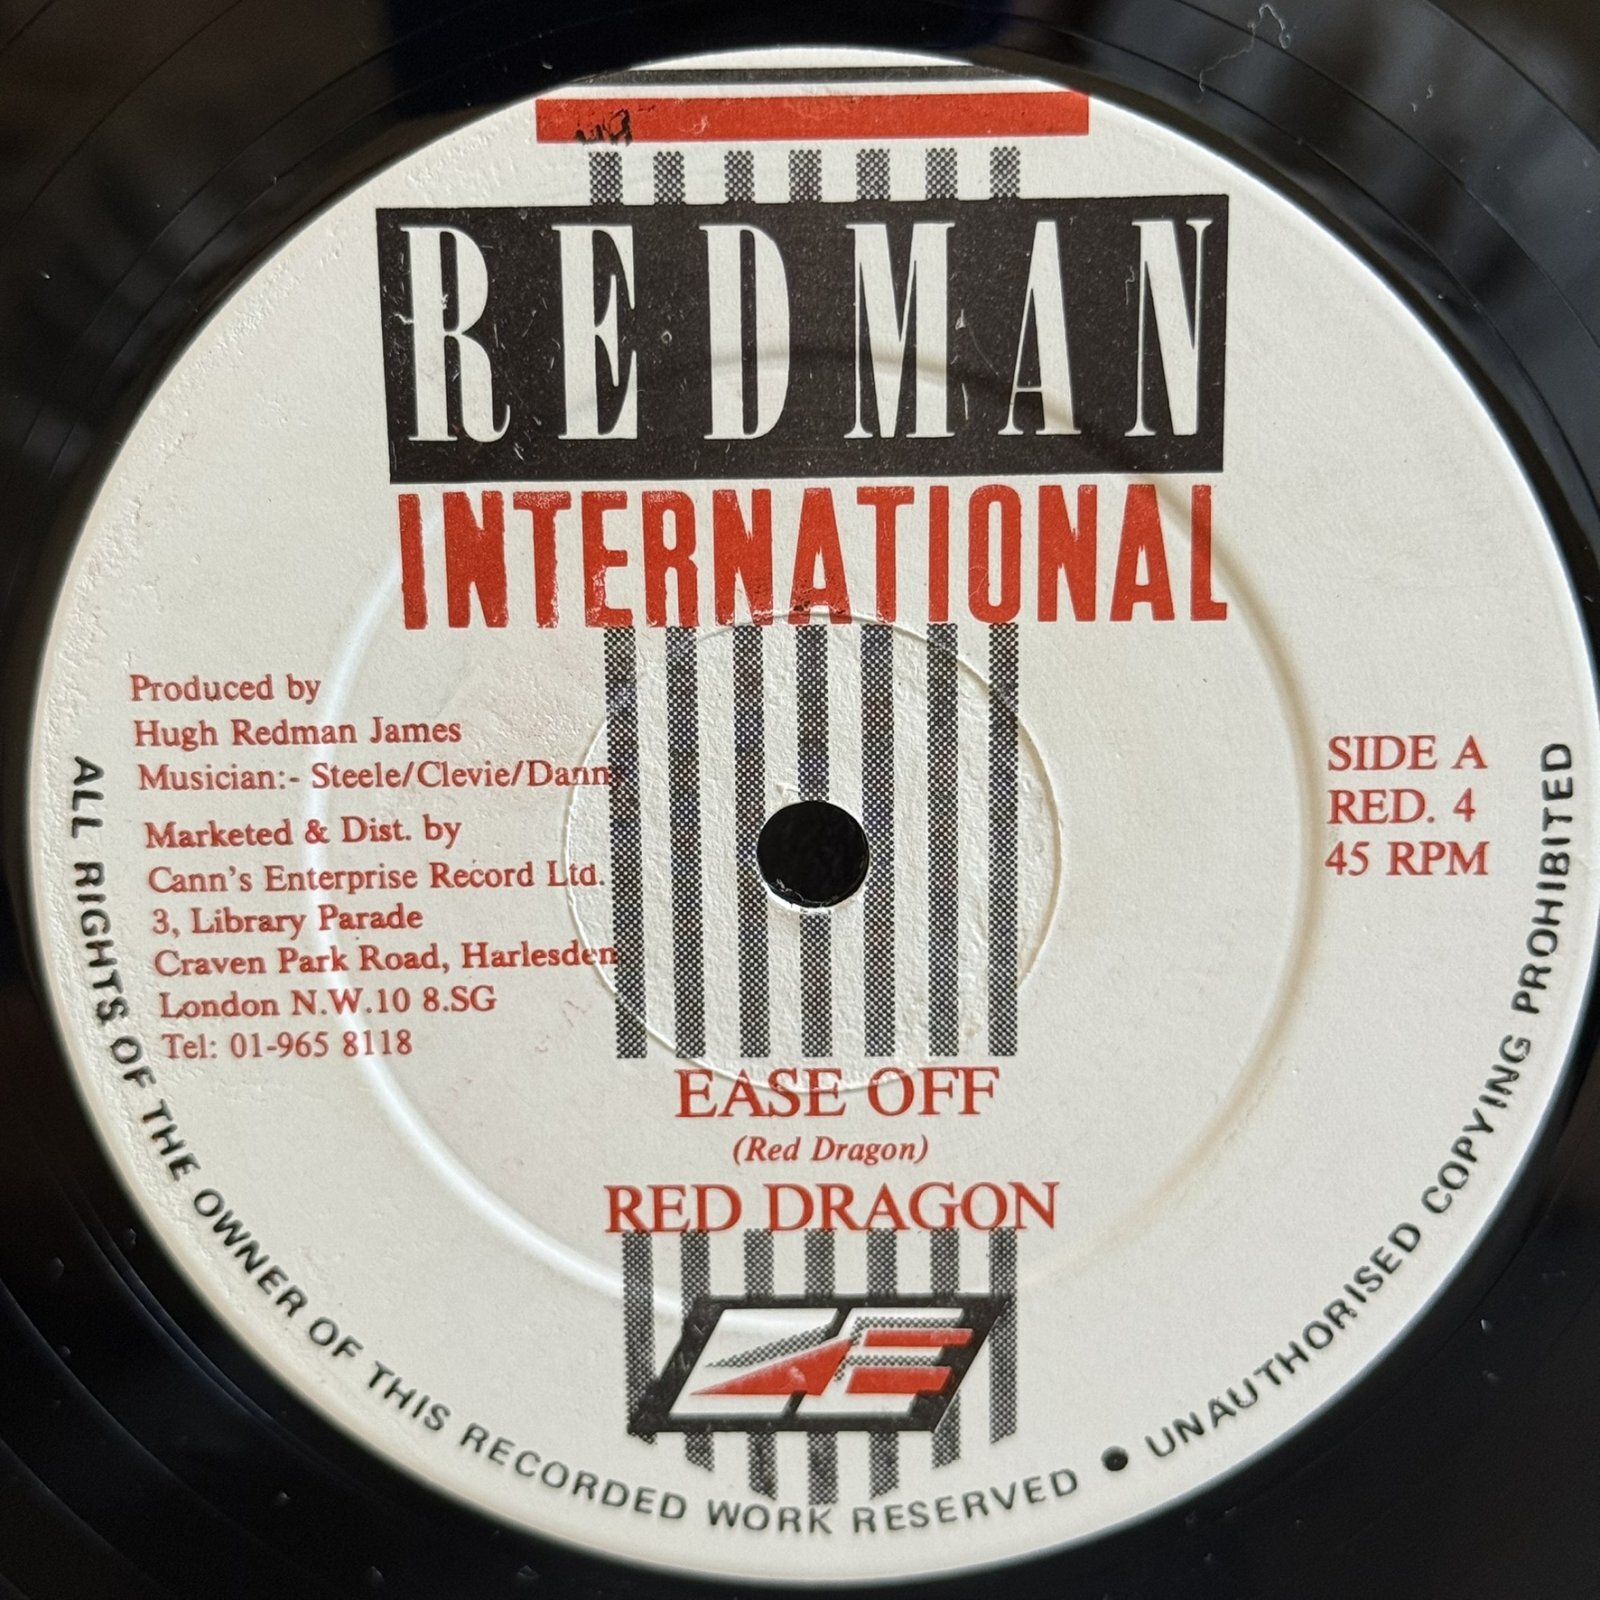 REDMAN
INTERNATIONAL
Produced by
Hugh Redman James
Musician:- Steele/Clevie/Danny
Marketed & Dist. by
Cann's Enterprise Record Ltd.
3, Library Parade
Craven Park Road, Harlesden
London N.W.10 8.SG
Tel: 01-965 8118
SIDE A
RED. 4
45 RPM
EASE OFF
(Red Dragon)
RED DRAGON
ALL RIGHTS OF THE OWNER OF THIS RECORDED WORK RESERVED • UNAUTHORISED COPYING PROHIBITED